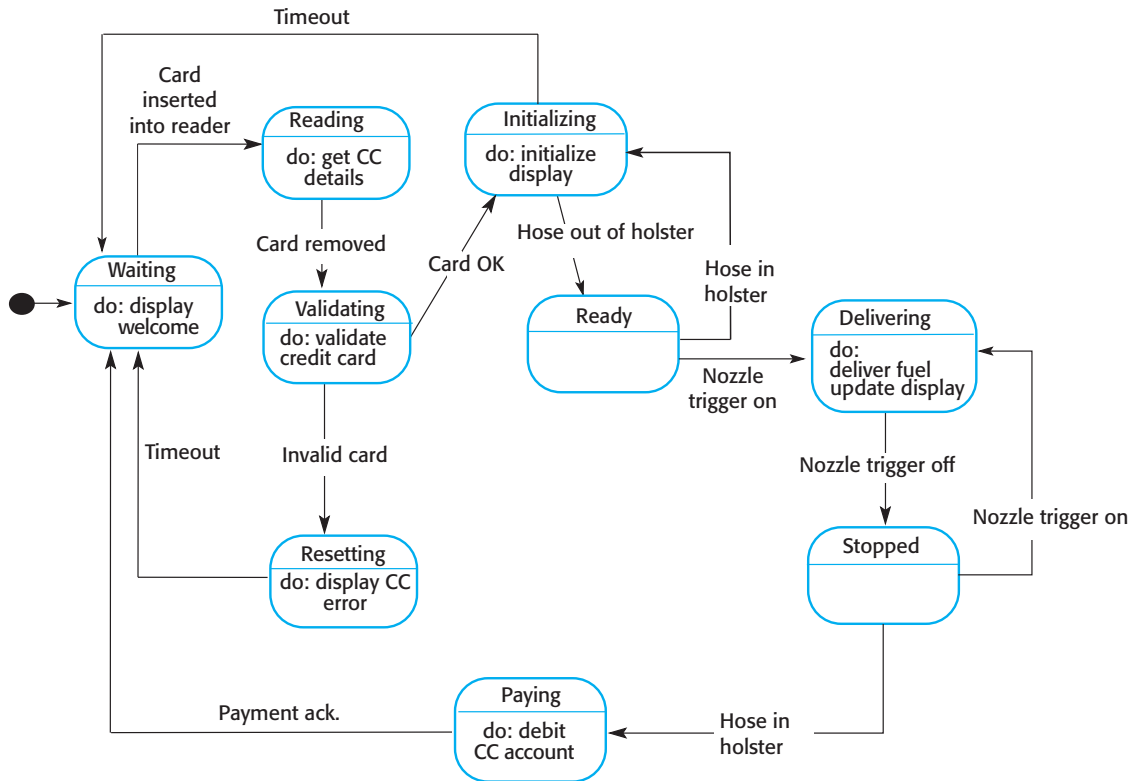 Timeout
Card
inserted
into reader
Reading
do: get CC
details
Initializing
do: initialize
display
Card removed
Hose out of holster
Card OK
Hose in
holster
Waiting
do: display
welcome
Validating
do: validate
credit card
Ready
Delivering
do:
deliver fuel
update display
Nozzle
trigger on
Timeout
Invalid card
Nozzle trigger off
Nozzle trigger on
Resetting
do: display CC
error
Stopped
Paying
do: debit
CC account
Payment ack.
Hose in
holster